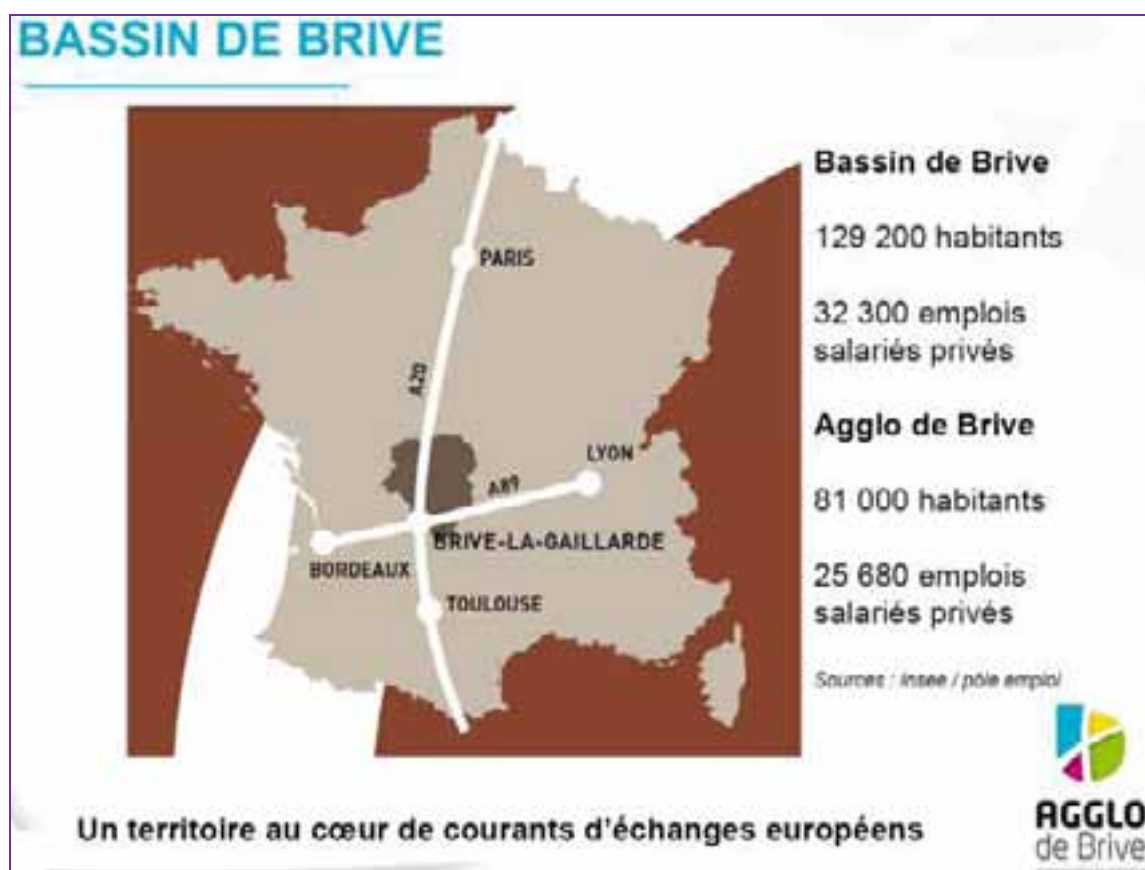 BASSIN DE BRIVE
PARIS
A20
LYON
A89
BRIVE-LA-GAILLARDE
BORDEAUX
TOULOUSE
Bassin de Brive
129 200 habitants
32 300 emplois
salariés privés
Agglo de Brive
81 000 habitants
25 680 emplois
salariés privés
Sources : insee / pôle emploi
Un territoire au cœur de courants d'échanges européens
AGGLO
de Brive